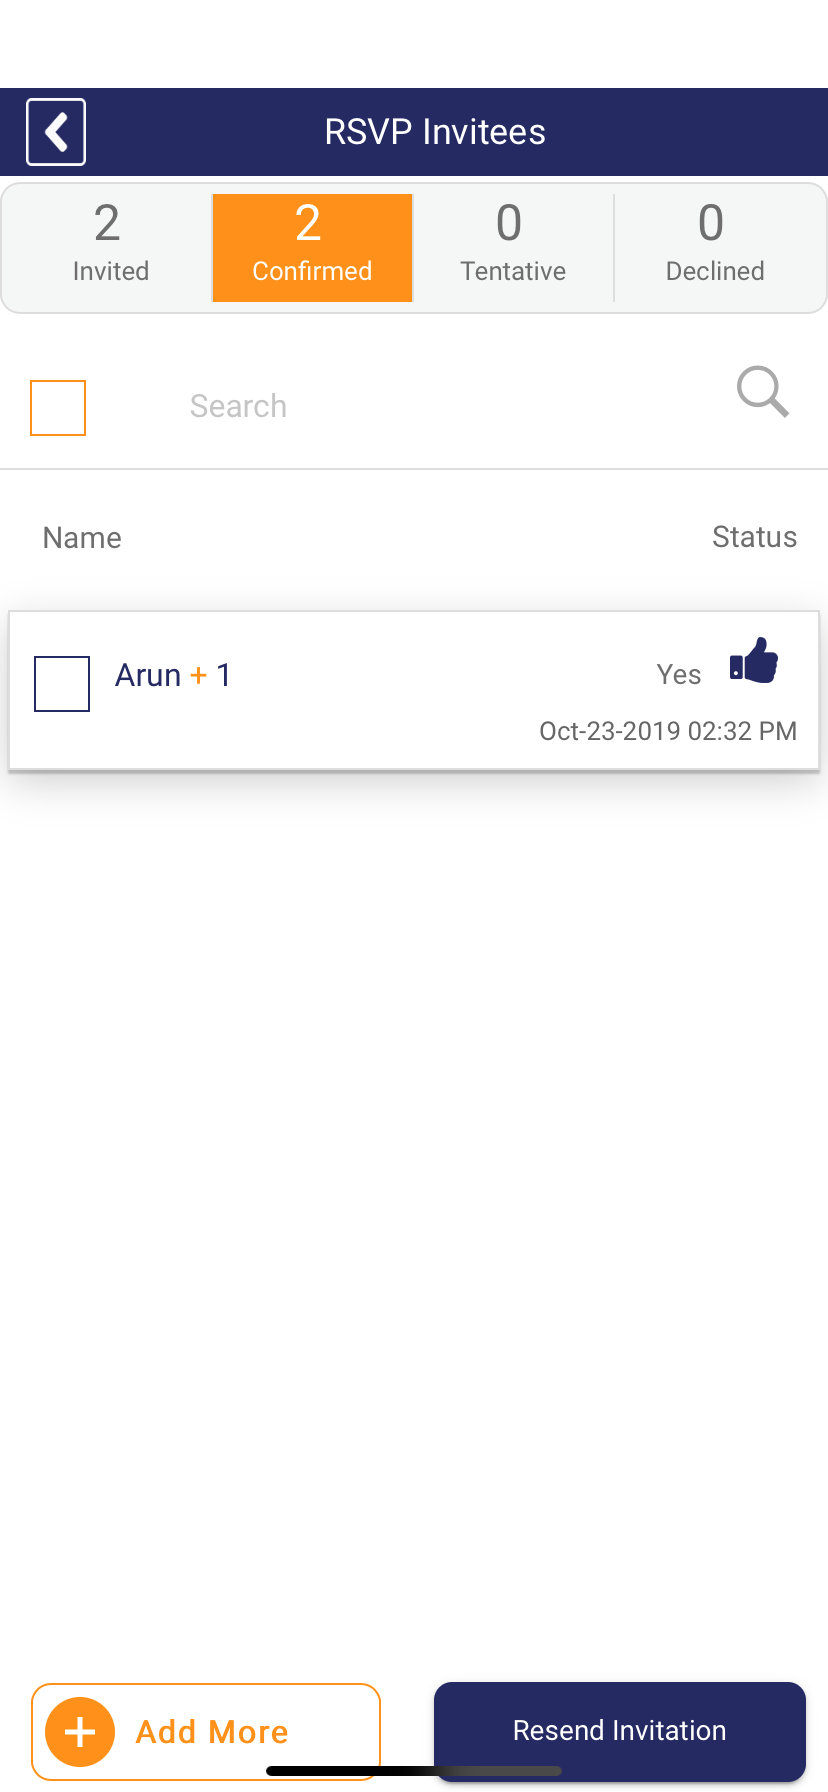 RSVP Invitees
2 2 0 0
Invited Confirmed Tentative Declined
Search
Name Status
Arun + 1 Yes
Oct-23-2019 02:32 PM
Add More Resend Invitation